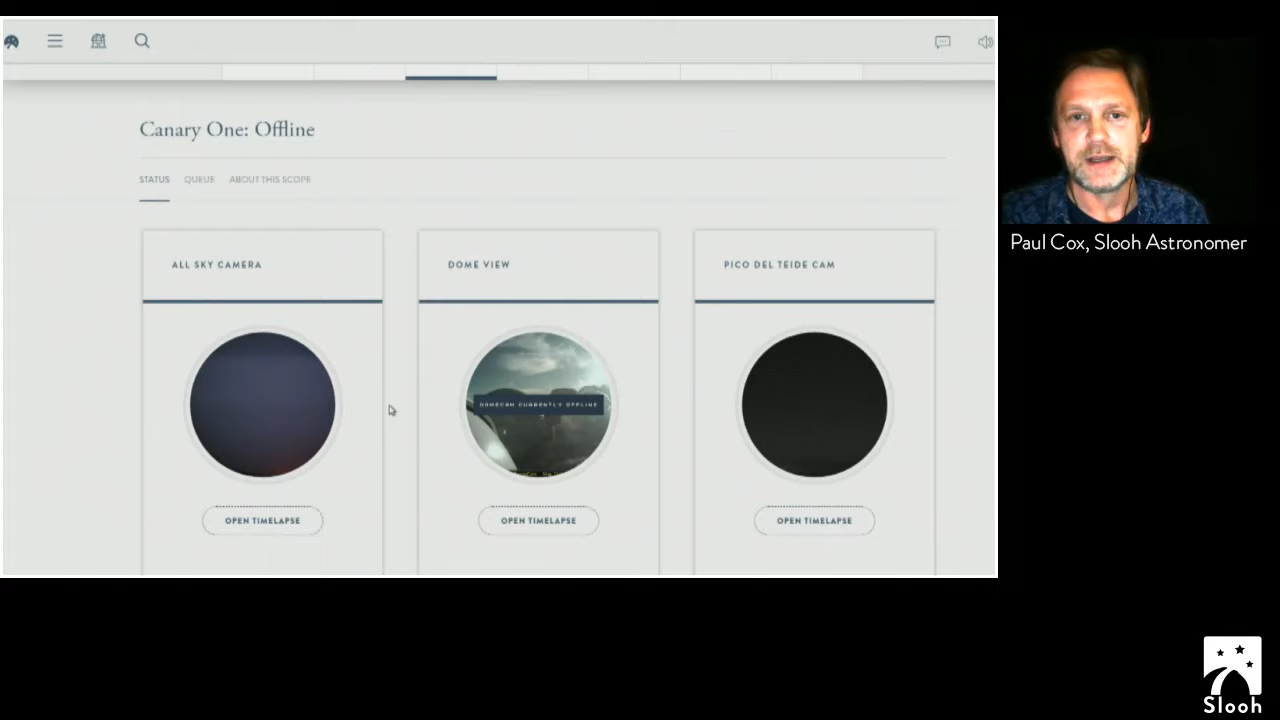 Canary One: Offline
STATUS QUEUE ABOUT THIS SCOPE
ALL SKY CAMERA
DOME VIEW
PICO DEL TEIDE CAM
DOMECAM CURRENTLY OFFLINE
OPEN TIMELAPSE
OPEN TIMELAPSE
OPEN TIMELAPSE
Paul Cox, Slooh Astronomer
Slooh